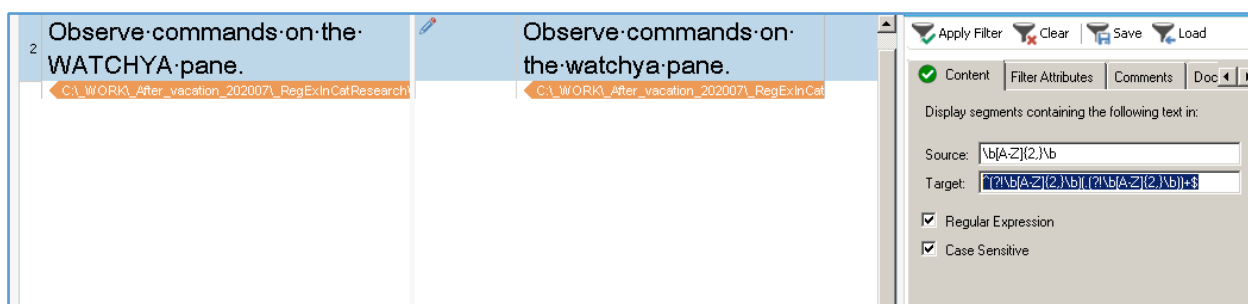 2
Observe·commands·on·the·
WATCHYA·pane.
C:\_WORK\_After_vacation_202007\_RegExInCatResearch\
Observe·commands·on·
the·watchya·pane.
C:\_WORK\_After_vacation_202007\_RegExInCat
Apply Filter Clear Save Load
Content Filter Attributes Comments Doc
Display segments containing the following text in:
Source: \b[A-Z]{2,}\b
Target: ^(?!\b[A-Z]{2,}\b)(.(?!\b[A-Z]{2,}\b))+$
Regular Expression
Case Sensitive